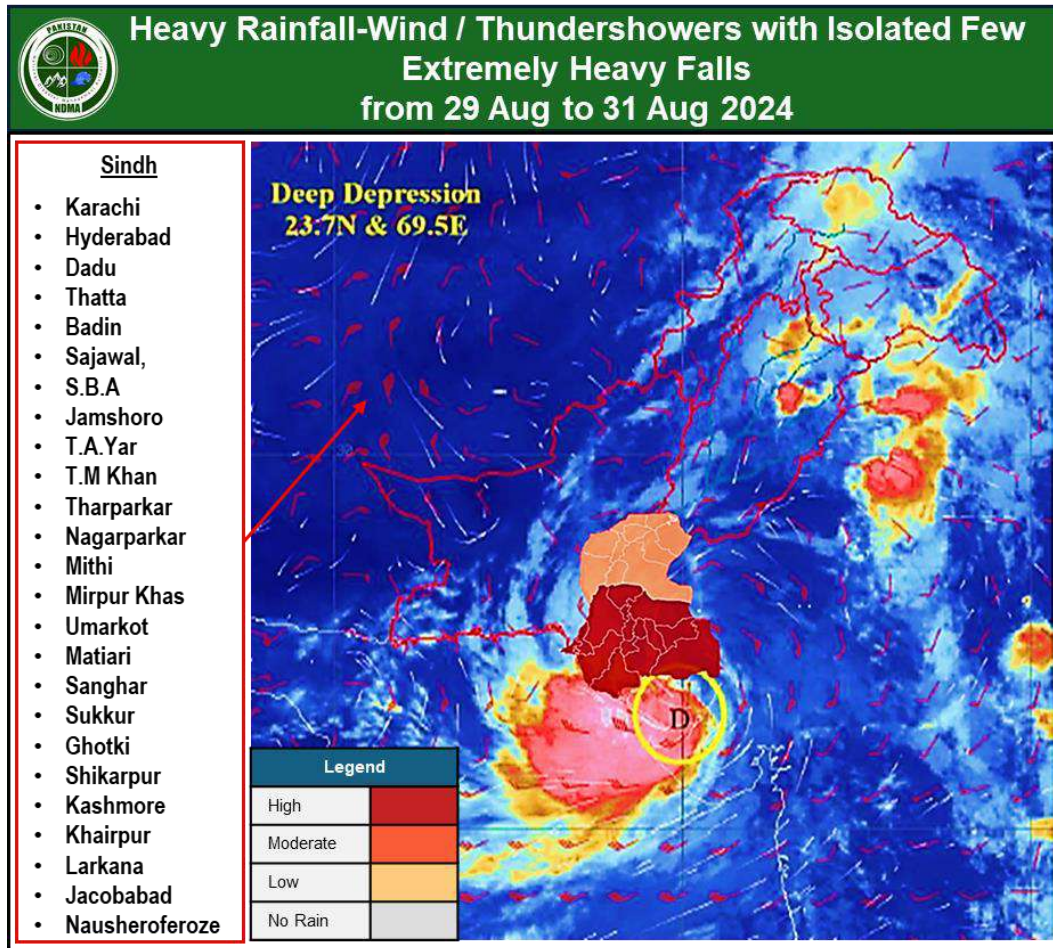 PAKISTAN
NDMA
Heavy Rainfall-Wind / Thundershowers with Isolated Few
Extremely Heavy Falls
from 29 Aug to 31 Aug 2024
Sindh
• Karachi
• Hyderabad
• Dadu
• Thatta
• Badin
• Sajawal,
• S.B.A
• Jamshoro
• T.A.Yar
• T.M Khan
• Tharparkar
• Nagarparkar
• Mithi
• Mirpur Khas
• Umarkot
• Matiari
• Sanghar
• Sukkur
• Ghotki
• Shikarpur
• Kashmore
• Khairpur
• Larkana
• Jacobabad
• Nausheroferoze
Deep Depression
23:7N & 69.5E
30
D
Legend
High
Moderate
Low
No Rain